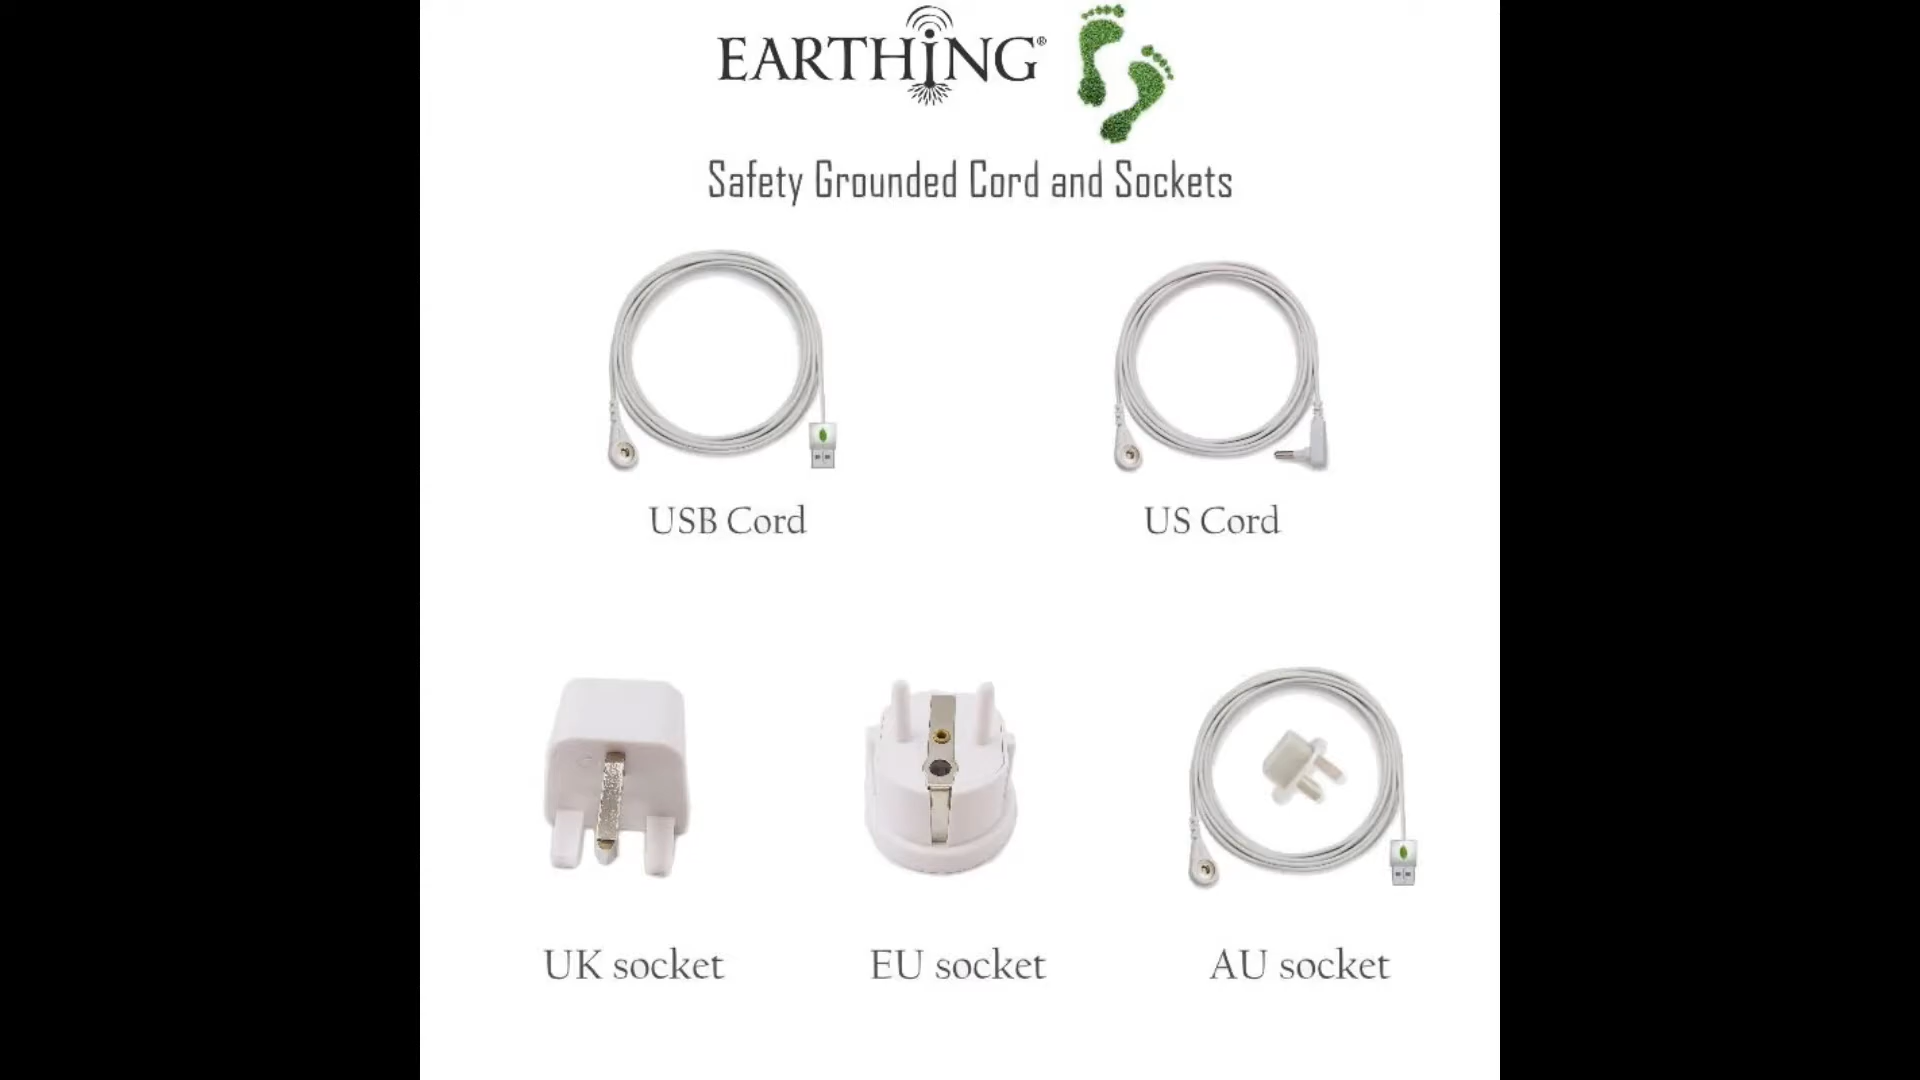 EARTHiNG®
Safety Grounded Cord and Sockets
USB Cord
US Cord
UK socket
EU socket
AU socket